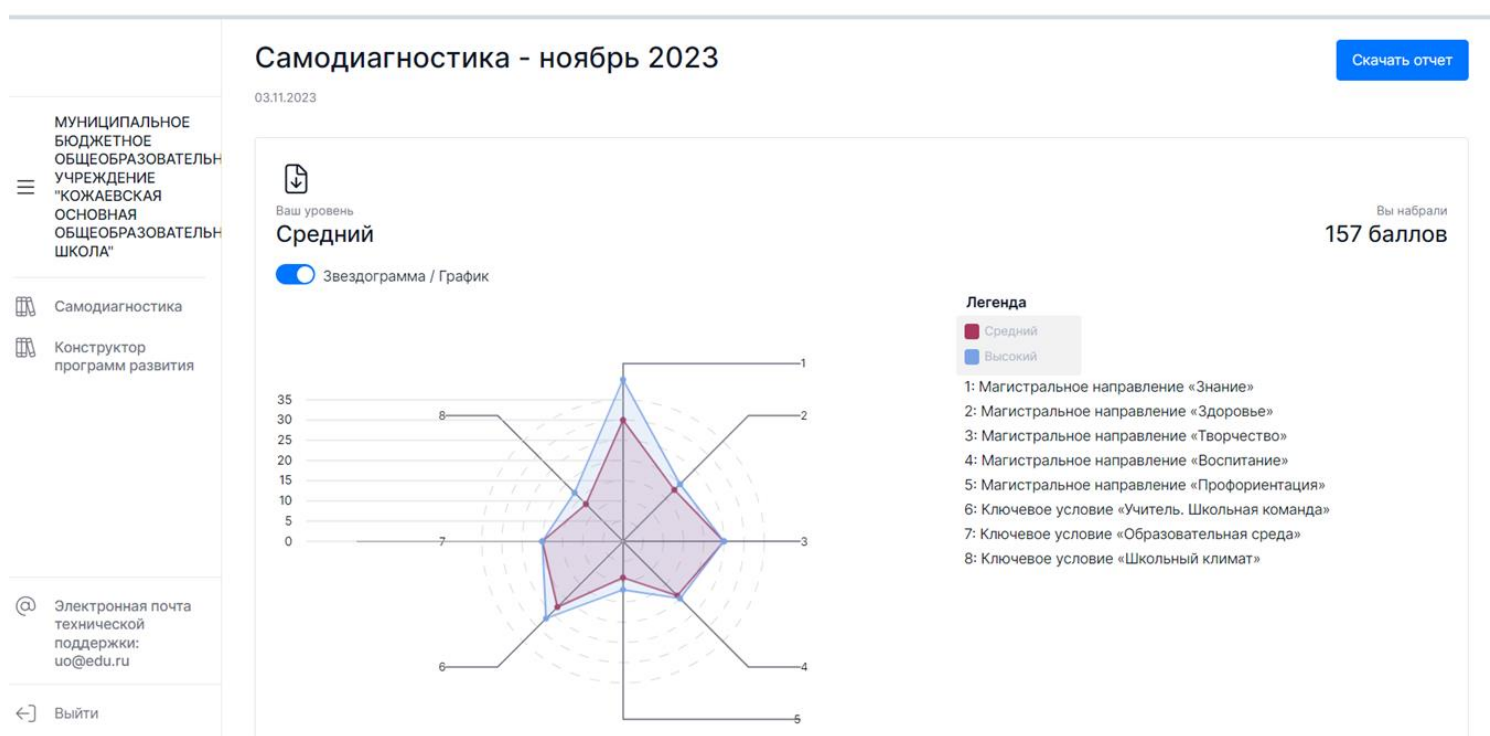 Самодиагностика - ноябрь 2023
Скачать отчет
03.11.2023
МУНИЦИПАЛЬНОЕ
БЮДЖЕТНОЕ
ОБЩЕОБРАЗОВАТЕЛЬН
УЧРЕЖДЕНИЕ
"КОЖАЕВСКАЯ
ОСНОВНАЯ
ОБЩЕОБРАЗОВАТЕЛЬН
ШКОЛА"
Самодиагностика
Конструктор
программ развития
Электронная почта
технической
поддержки:
uo@edu.ru
Выйти
Ваш уровень
Средний
Вы набрали
157 баллов
Звездограмма / График
35
30
25
20
15
10
5
0
1
2
3
4
5
6
7
8
Легенда
Средний
Высокий
1: Магистральное направление «Знание»
2: Магистральное направление «Здоровье»
3: Магистральное направление «Творчество»
4: Магистральное направление «Воспитание»
5: Магистральное направление «Профориентация»
6: Ключевое условие «Учитель. Школьная команда»
7: Ключевое условие «Образовательная среда»
8: Ключевое условие «Школьный климат»